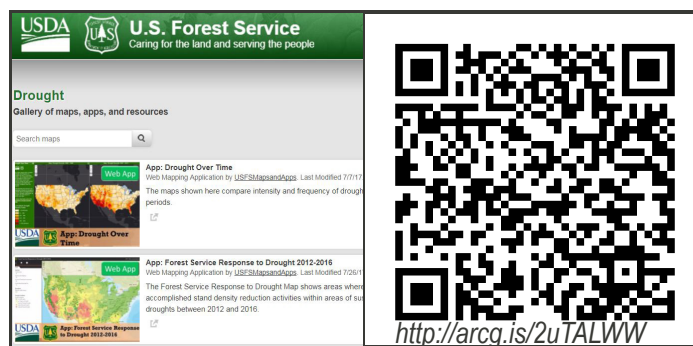 USDA
UAS
U.S. Forest Service
Caring for the land and serving the people
Drought
Gallery of maps, apps, and resources
Search maps
Web App
App: Drought Over Time
Web Mapping Application by USFSMapsandApps. Last Modified 7/7/17
The maps shown here compare intensity and frequency of drough
periods.
USDA
App: Drought Over
Time
Web App
App: Forest Service Response to Drought 2012-2016
Web Mapping Application by USFSMapsandApps. Last Modified 7/26/1
The Forest Service Response to Drought Map shows areas where
accomplished stand density reduction activities within areas of su
droughts between 2012 and 2016.
USDA
App: Forest Service Response
to Drought 2012-2016
http://arcg.is/2uTALWW